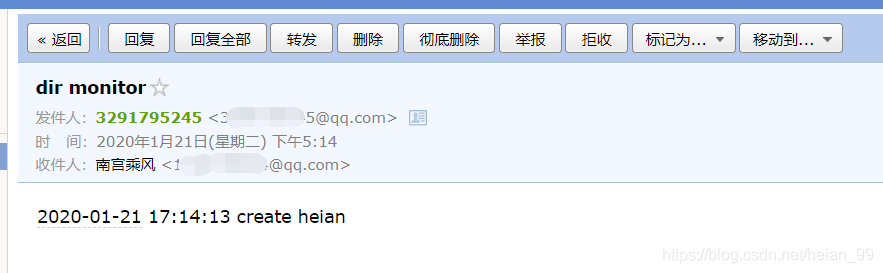 « 返回 回复 回复全部 转发 删除 彻底删除 举报 拒收 标记为... 移动到...
dir monitor
发件人: 3291795245 <3 5@qq.com>
时 间: 2020年1月21日(星期二) 下午5:14
收件人: 南宫乘风 <1 @qq.com>
2020-01-21 17:14:13 create heian
https://blog.csdn.net/heian_99